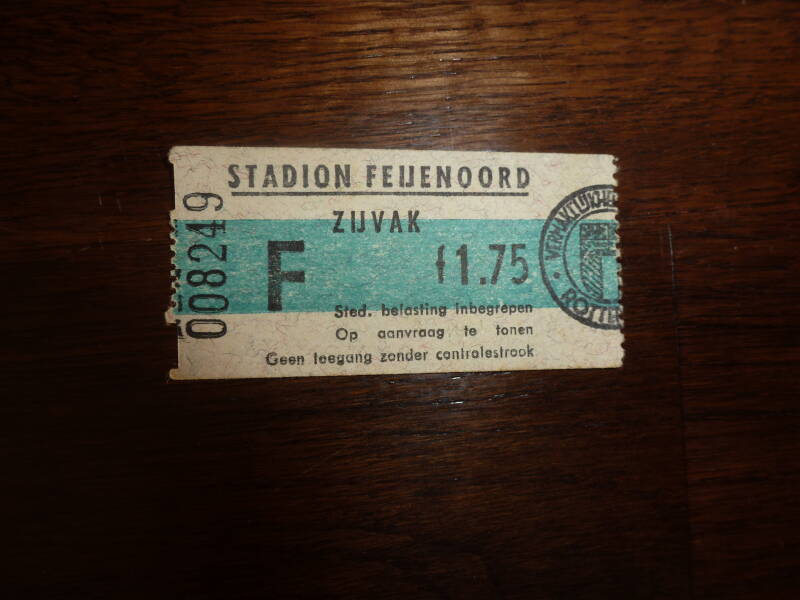 STADION FEIJENOORD
ZIJVAK
F f1.75
008249
Sted. belasting inbegrepen
Op aanvraag te tonen
Geen toegang zonder controlestrook